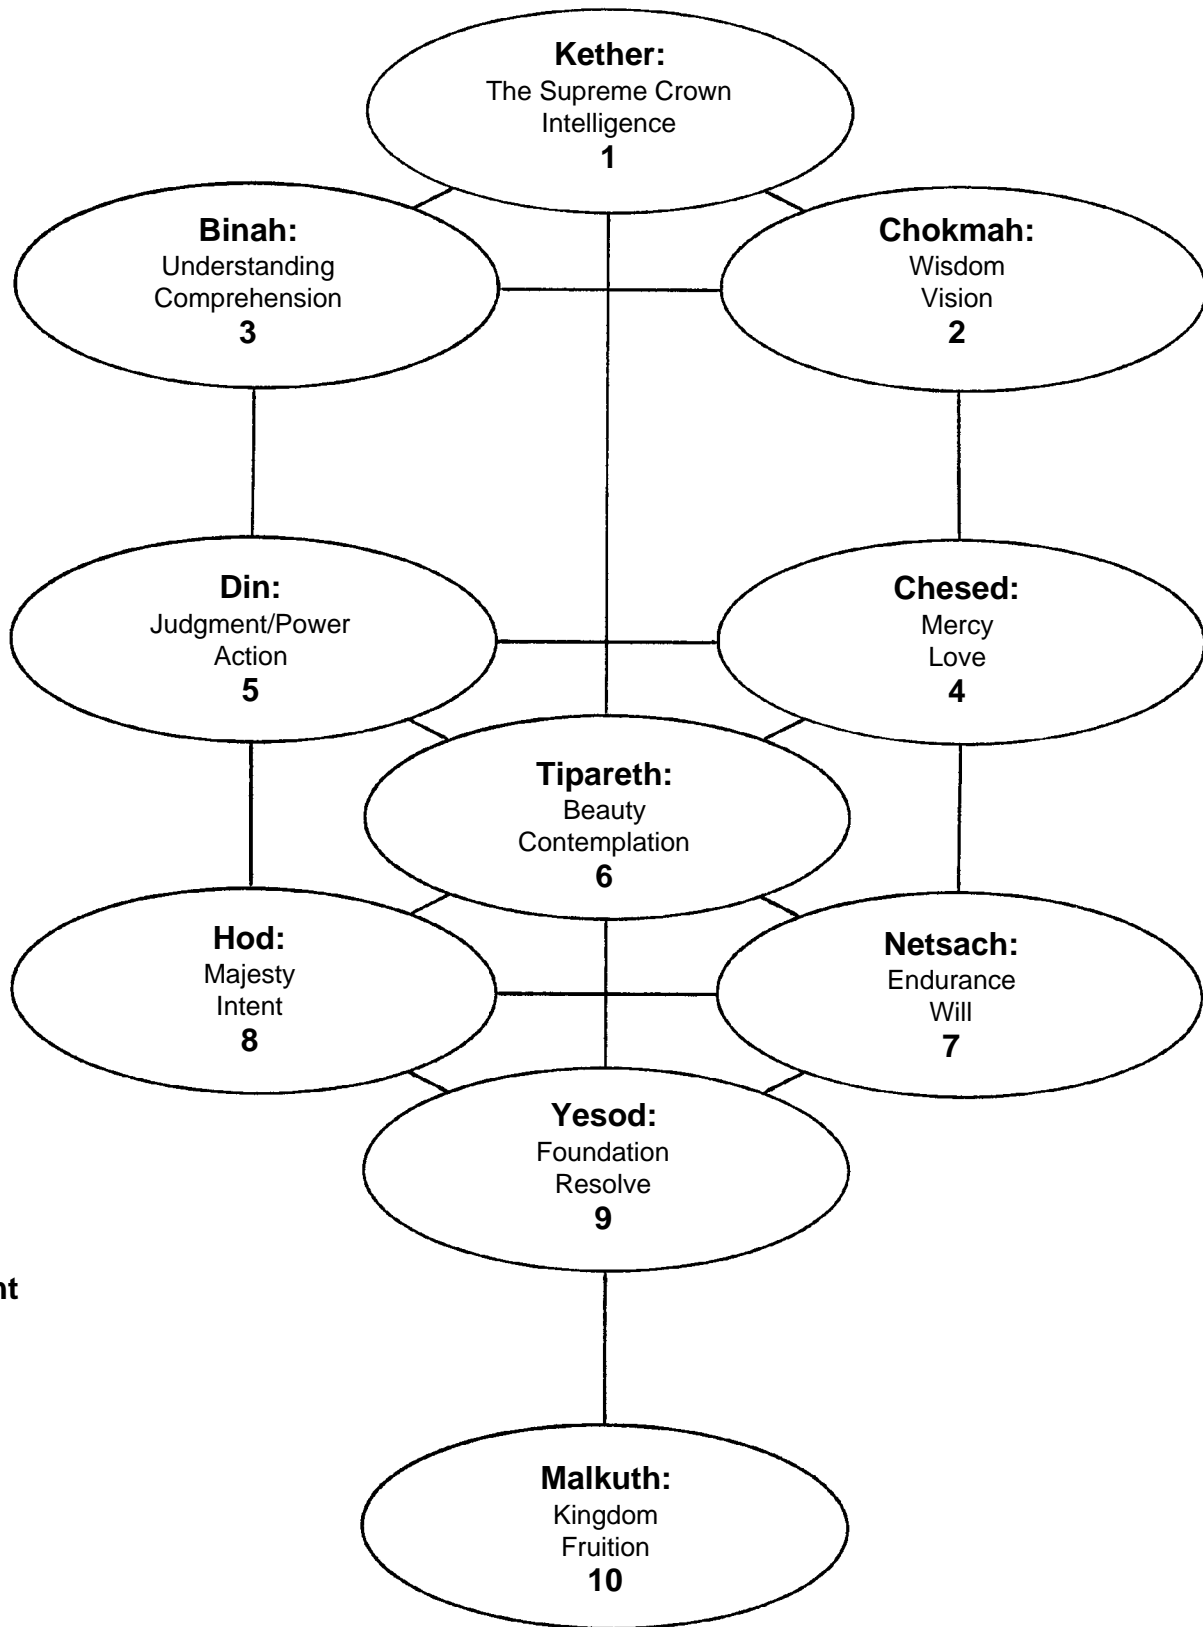 Kether:
The Supreme Crown
Intelligence
1
Binah:
Understanding
Comprehension
3
Chokmah:
Wisdom
Vision
2
Din:
Judgment/Power
Action
5
Chesed:
Mercy
Love
4
Tipareth:
Beauty
Contemplation
6
Hod:
Majesty
Intent
8
Netsach:
Endurance
Will
7
Yesod:
Foundation
Resolve
9
nt
Malkuth:
Kingdom
Fruition
10